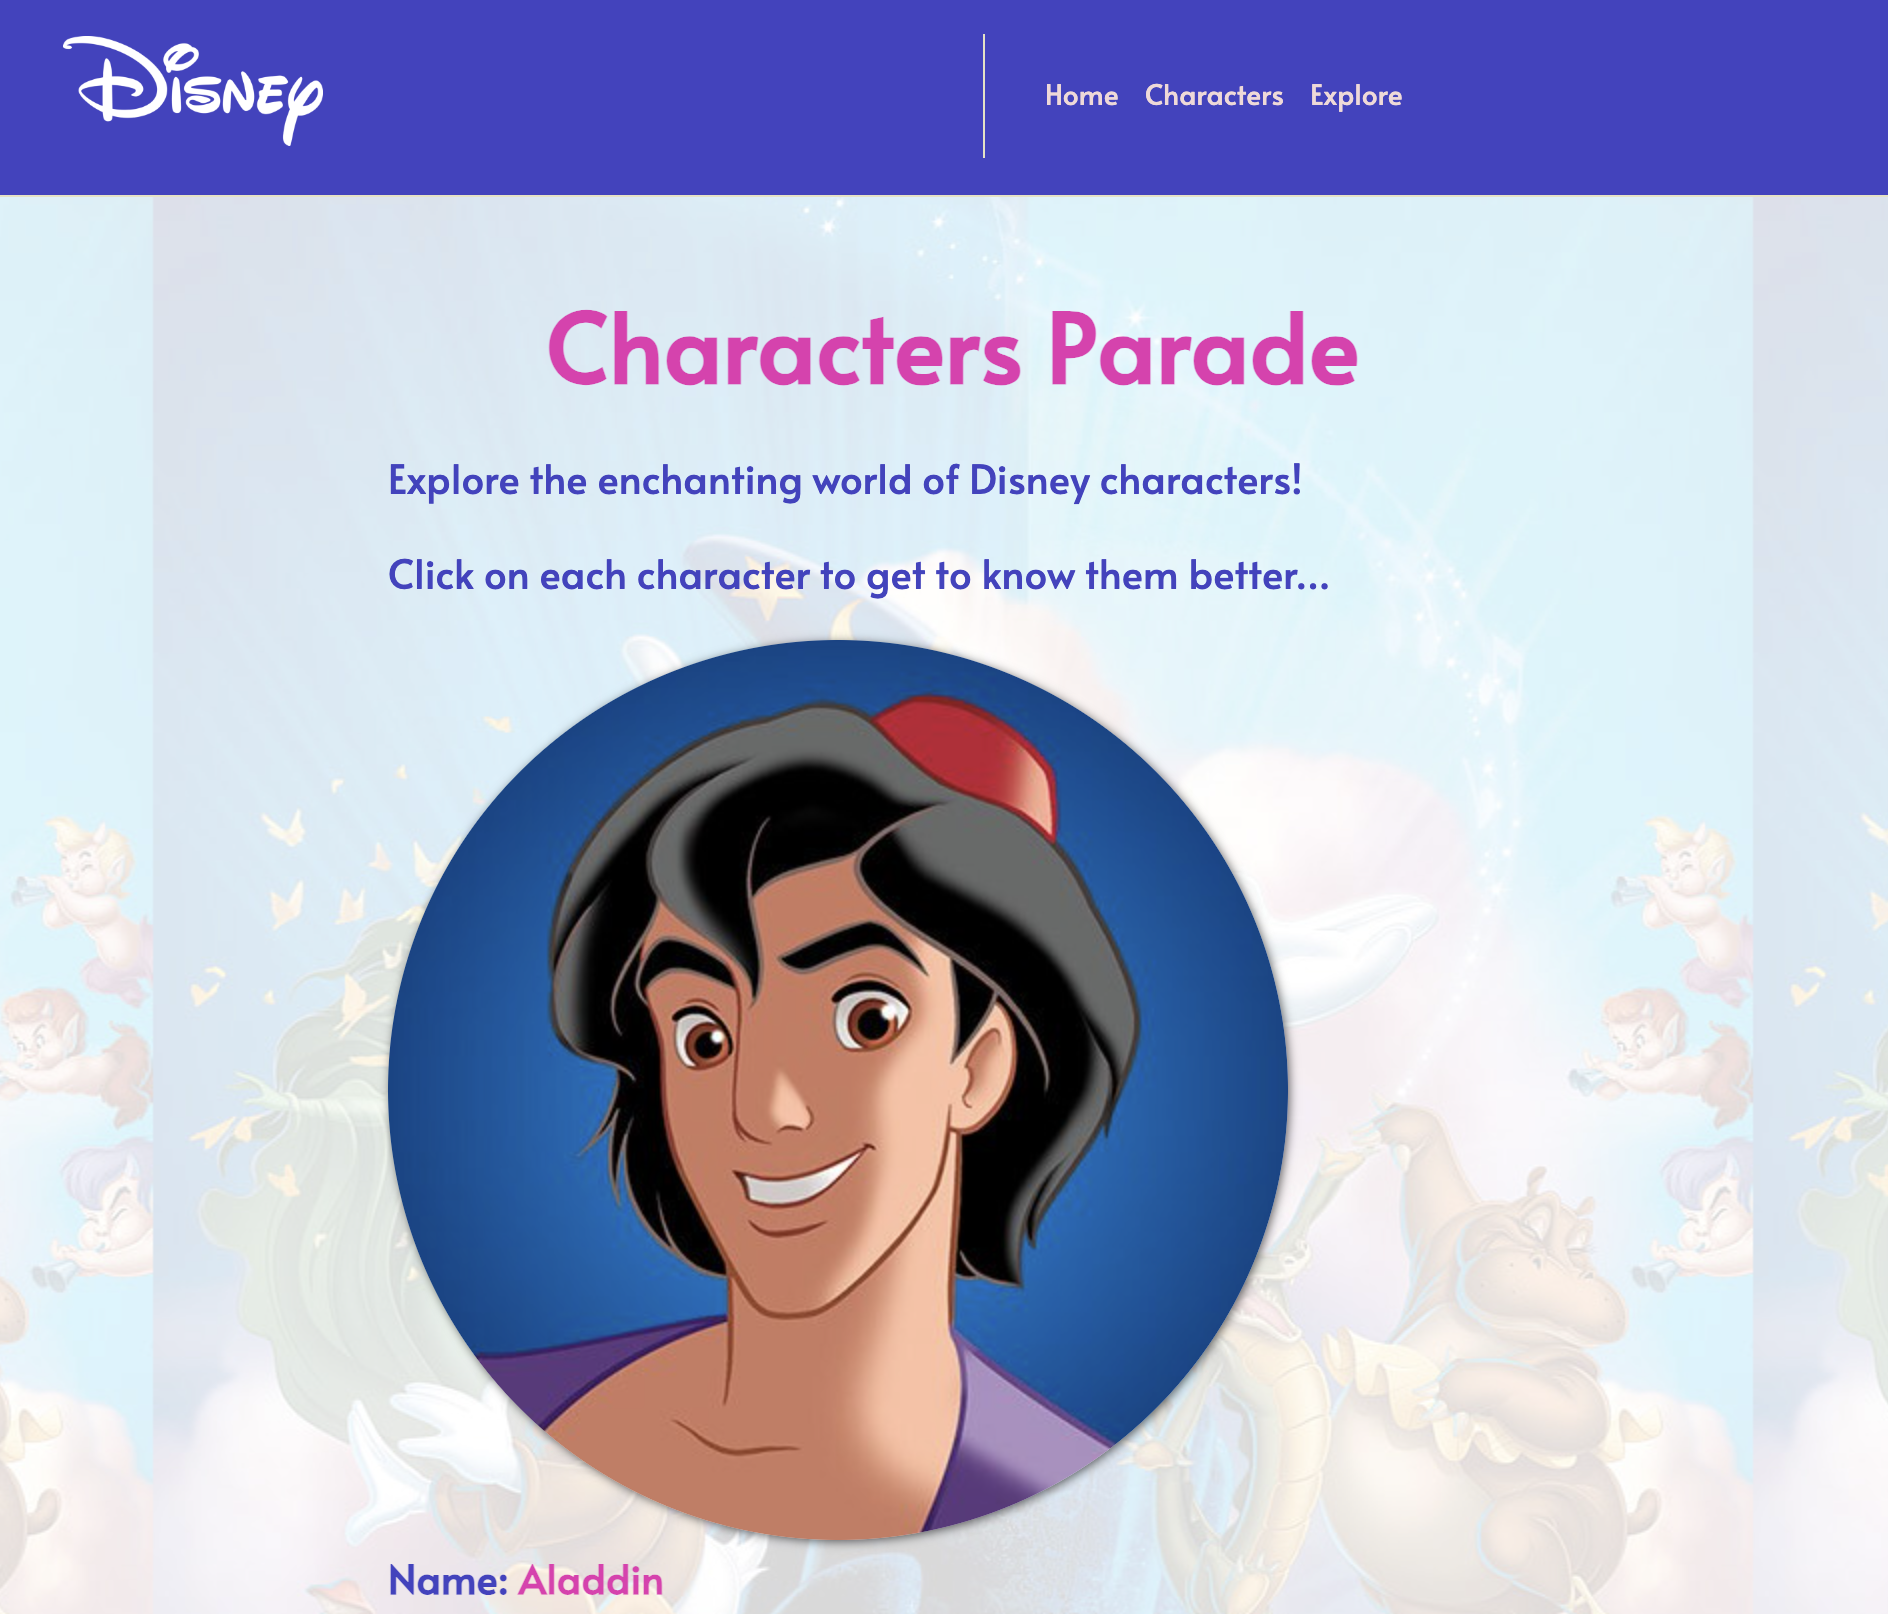 Disney
Home Characters Explore
Characters Parade
Explore the enchanting world of Disney characters!
Click on each character to get to know them better...
Name: Aladdin